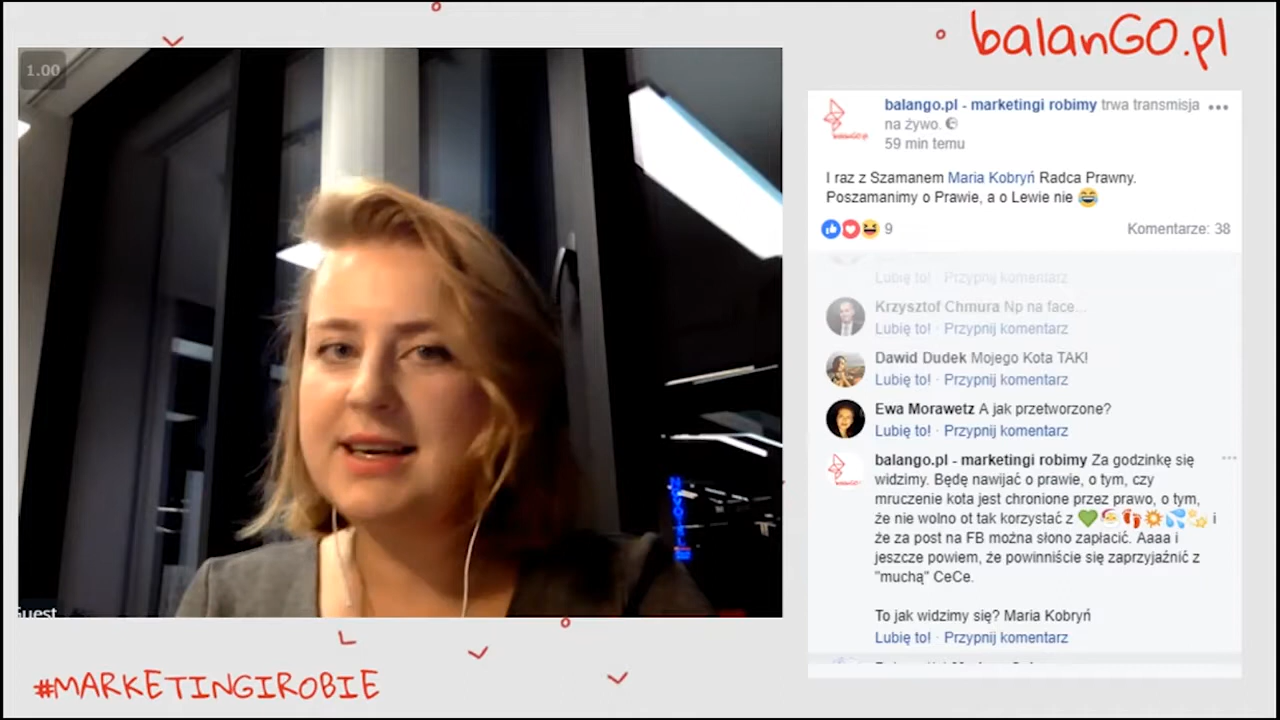 balanGO.pl
1.00
balango.pl - marketingi robimy trwa transmisja
na żywo.
59 min temu
I raz z Szamanem Maria Kobryń Radca Prawny.
Poszamanimy o Prawie, a o Lewie nie 😂
9
Komentarze: 38
Lubię to! · Przypnij komentarz
Krzysztof Chmura Np na face...
Lubię to! · Przypnij komentarz
Dawid Dudek Mojego Kota TAK!
Lubię to! · Przypnij komentarz
Ewa Morawetz A jak przetworzone?
Lubię to! · Przypnij komentarz
balango.pl - marketingi robimy Za godzinkę się
widzimy. Będę nawijać o prawie, o tym, czy
mruczenie kota jest chronione przez prawo, o tym,
że nie wolno ot tak korzystać z 💚🎅👣💥💦💫 i
że za post na FB można słono zapłacić. Aaaa i
jeszcze powiem, że powinniście się zaprzyjaźnić z
"muchą" CeCe.
To jak widzimy się? Maria Kobryń
Lubię to! · Przypnij komentarz
NOVOTEL
#MARKETINGIROBIE